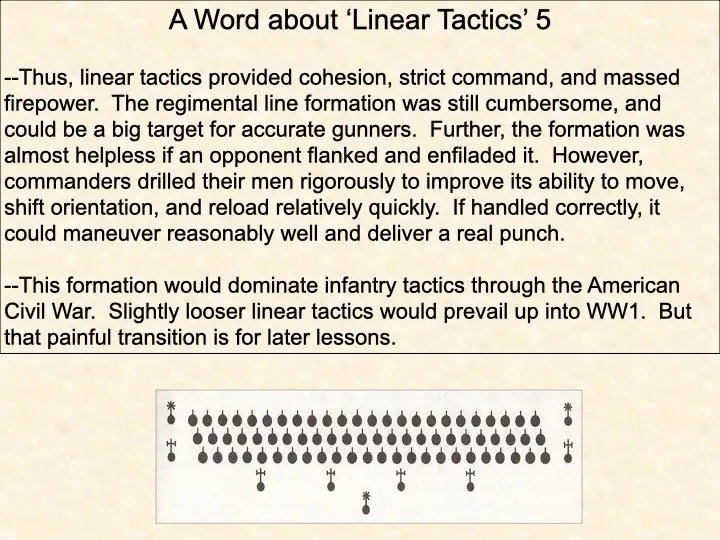 A Word about ‘Linear Tactics’ 5
--Thus, linear tactics provided cohesion, strict command, and massed
firepower.  The regimental line formation was still cumbersome, and
could be a big target for accurate gunners.  Further, the formation was
almost helpless if an opponent flanked and enfiladed it.  However,
commanders drilled their men rigorously to improve its ability to move,
shift orientation, and reload relatively quickly.  If handled correctly, it
could maneuver reasonably well and deliver a real punch.
--This formation would dominate infantry tactics through the American
Civil War.  Slightly looser linear tactics would prevail up into WW1.  But
that painful transition is for later lessons.